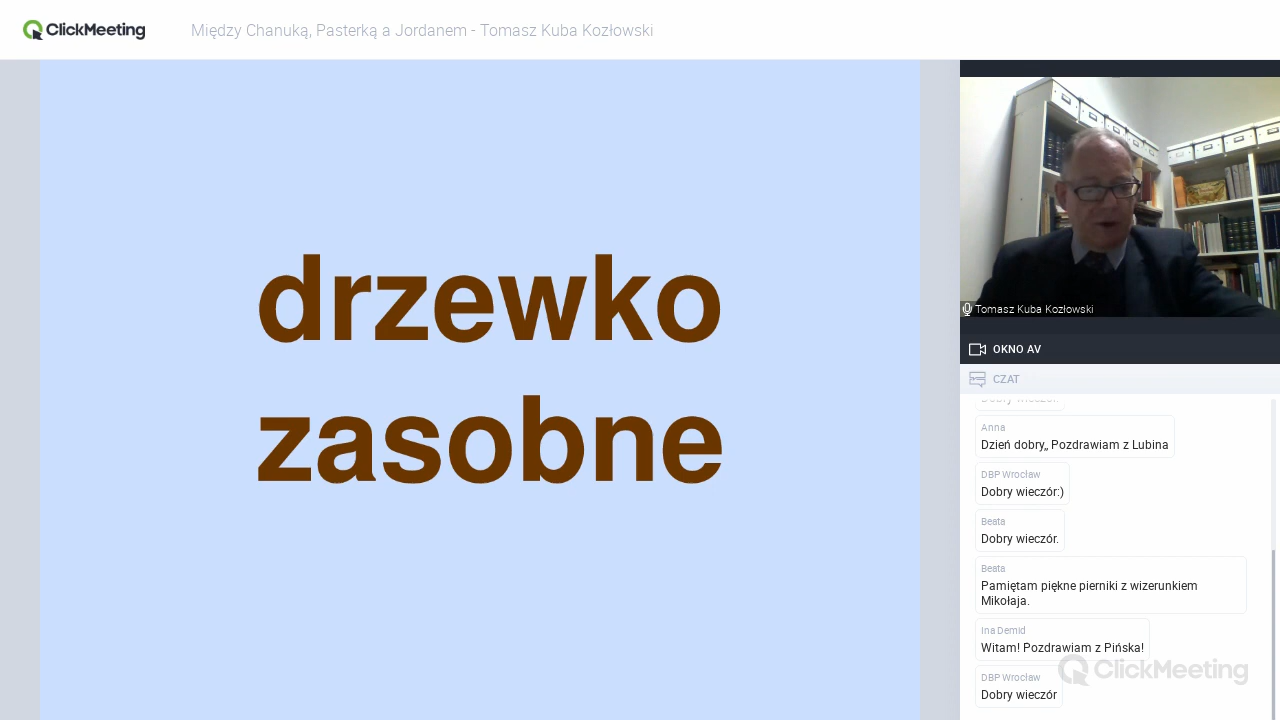 ClickMeeting
Między Chanuką, Pasterką a Jordanem - Tomasz Kuba Kozłowski
drzewko
zasobne
Tomasz Kuba Kozłowski
OKNO AV
CZAT
Dobry wieczór.
Anna
Dzień dobry,, Pozdrawiam z Lubina
DBP Wrocław
Dobry wieczór:)
Beata
Dobry wieczór.
Beata
Pamiętam piękne pierniki z wizerunkiem
Mikołaja.
Ina Demid
Witam! Pozdrawiam z Pińska!
ClickMeeting
DBP Wrocław
Dobry wieczór